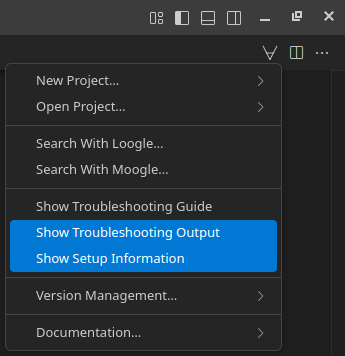 New Project...
Open Project...
Search With Loogle...
Search With Moogle...
Show Troubleshooting Guide
Show Troubleshooting Output
Show Setup Information
Version Management...
Documentation...